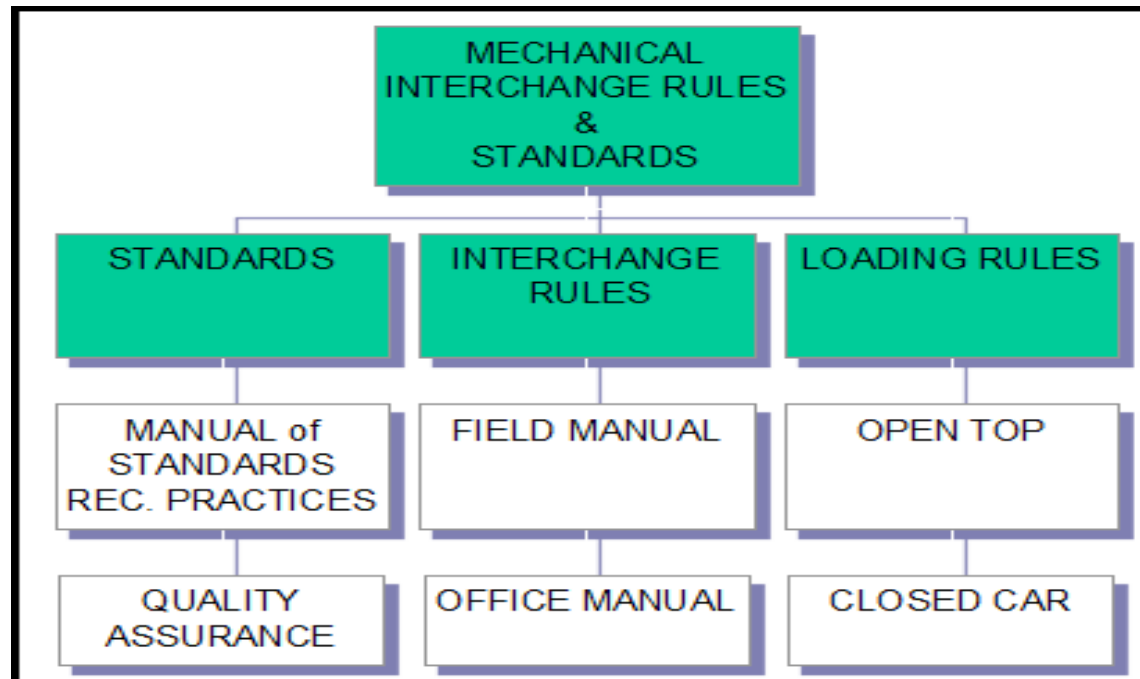 MECHANICAL
INTERCHANGE RULES
&
STANDARDS
STANDARDS
INTERCHANGE
RULES
LOADING RULES
MANUAL of
STANDARDS
REC. PRACTICES
FIELD MANUAL
OPEN TOP
QUALITY
ASSURANCE
OFFICE MANUAL
CLOSED CAR